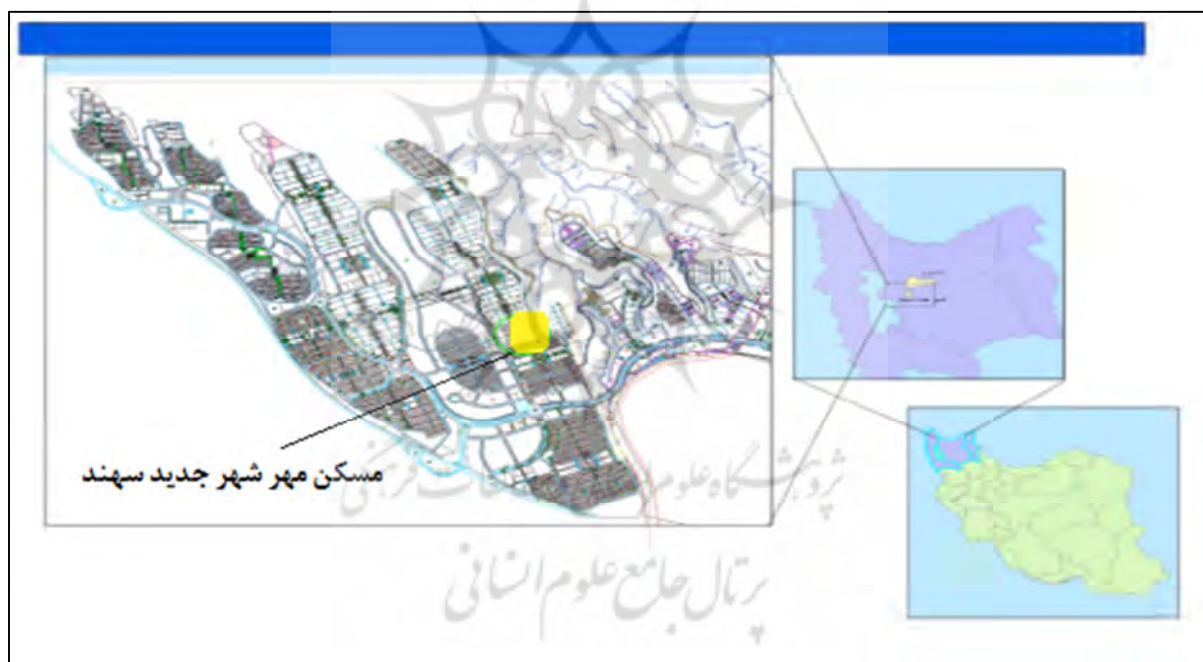 مسکن مهر شهر جدید سهند
پژوهشگاه علوم انسانی و مطالعات فرهنگی
پرتال جامع علوم انسانی